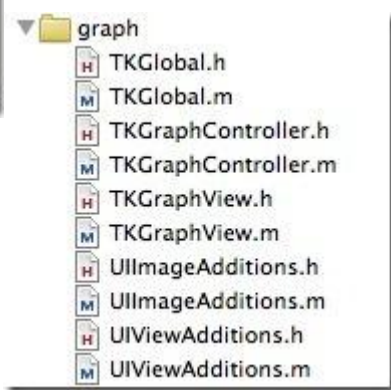 graph
H TKGlobal.h
M TKGlobal.m
H TKGraphController.h
M TKGraphController.m
H TKGraphView.h
M TKGraphView.m
H UIImageAdditions.h
M UIImageAdditions.m
H UIViewAdditions.h
M UIViewAdditions.m